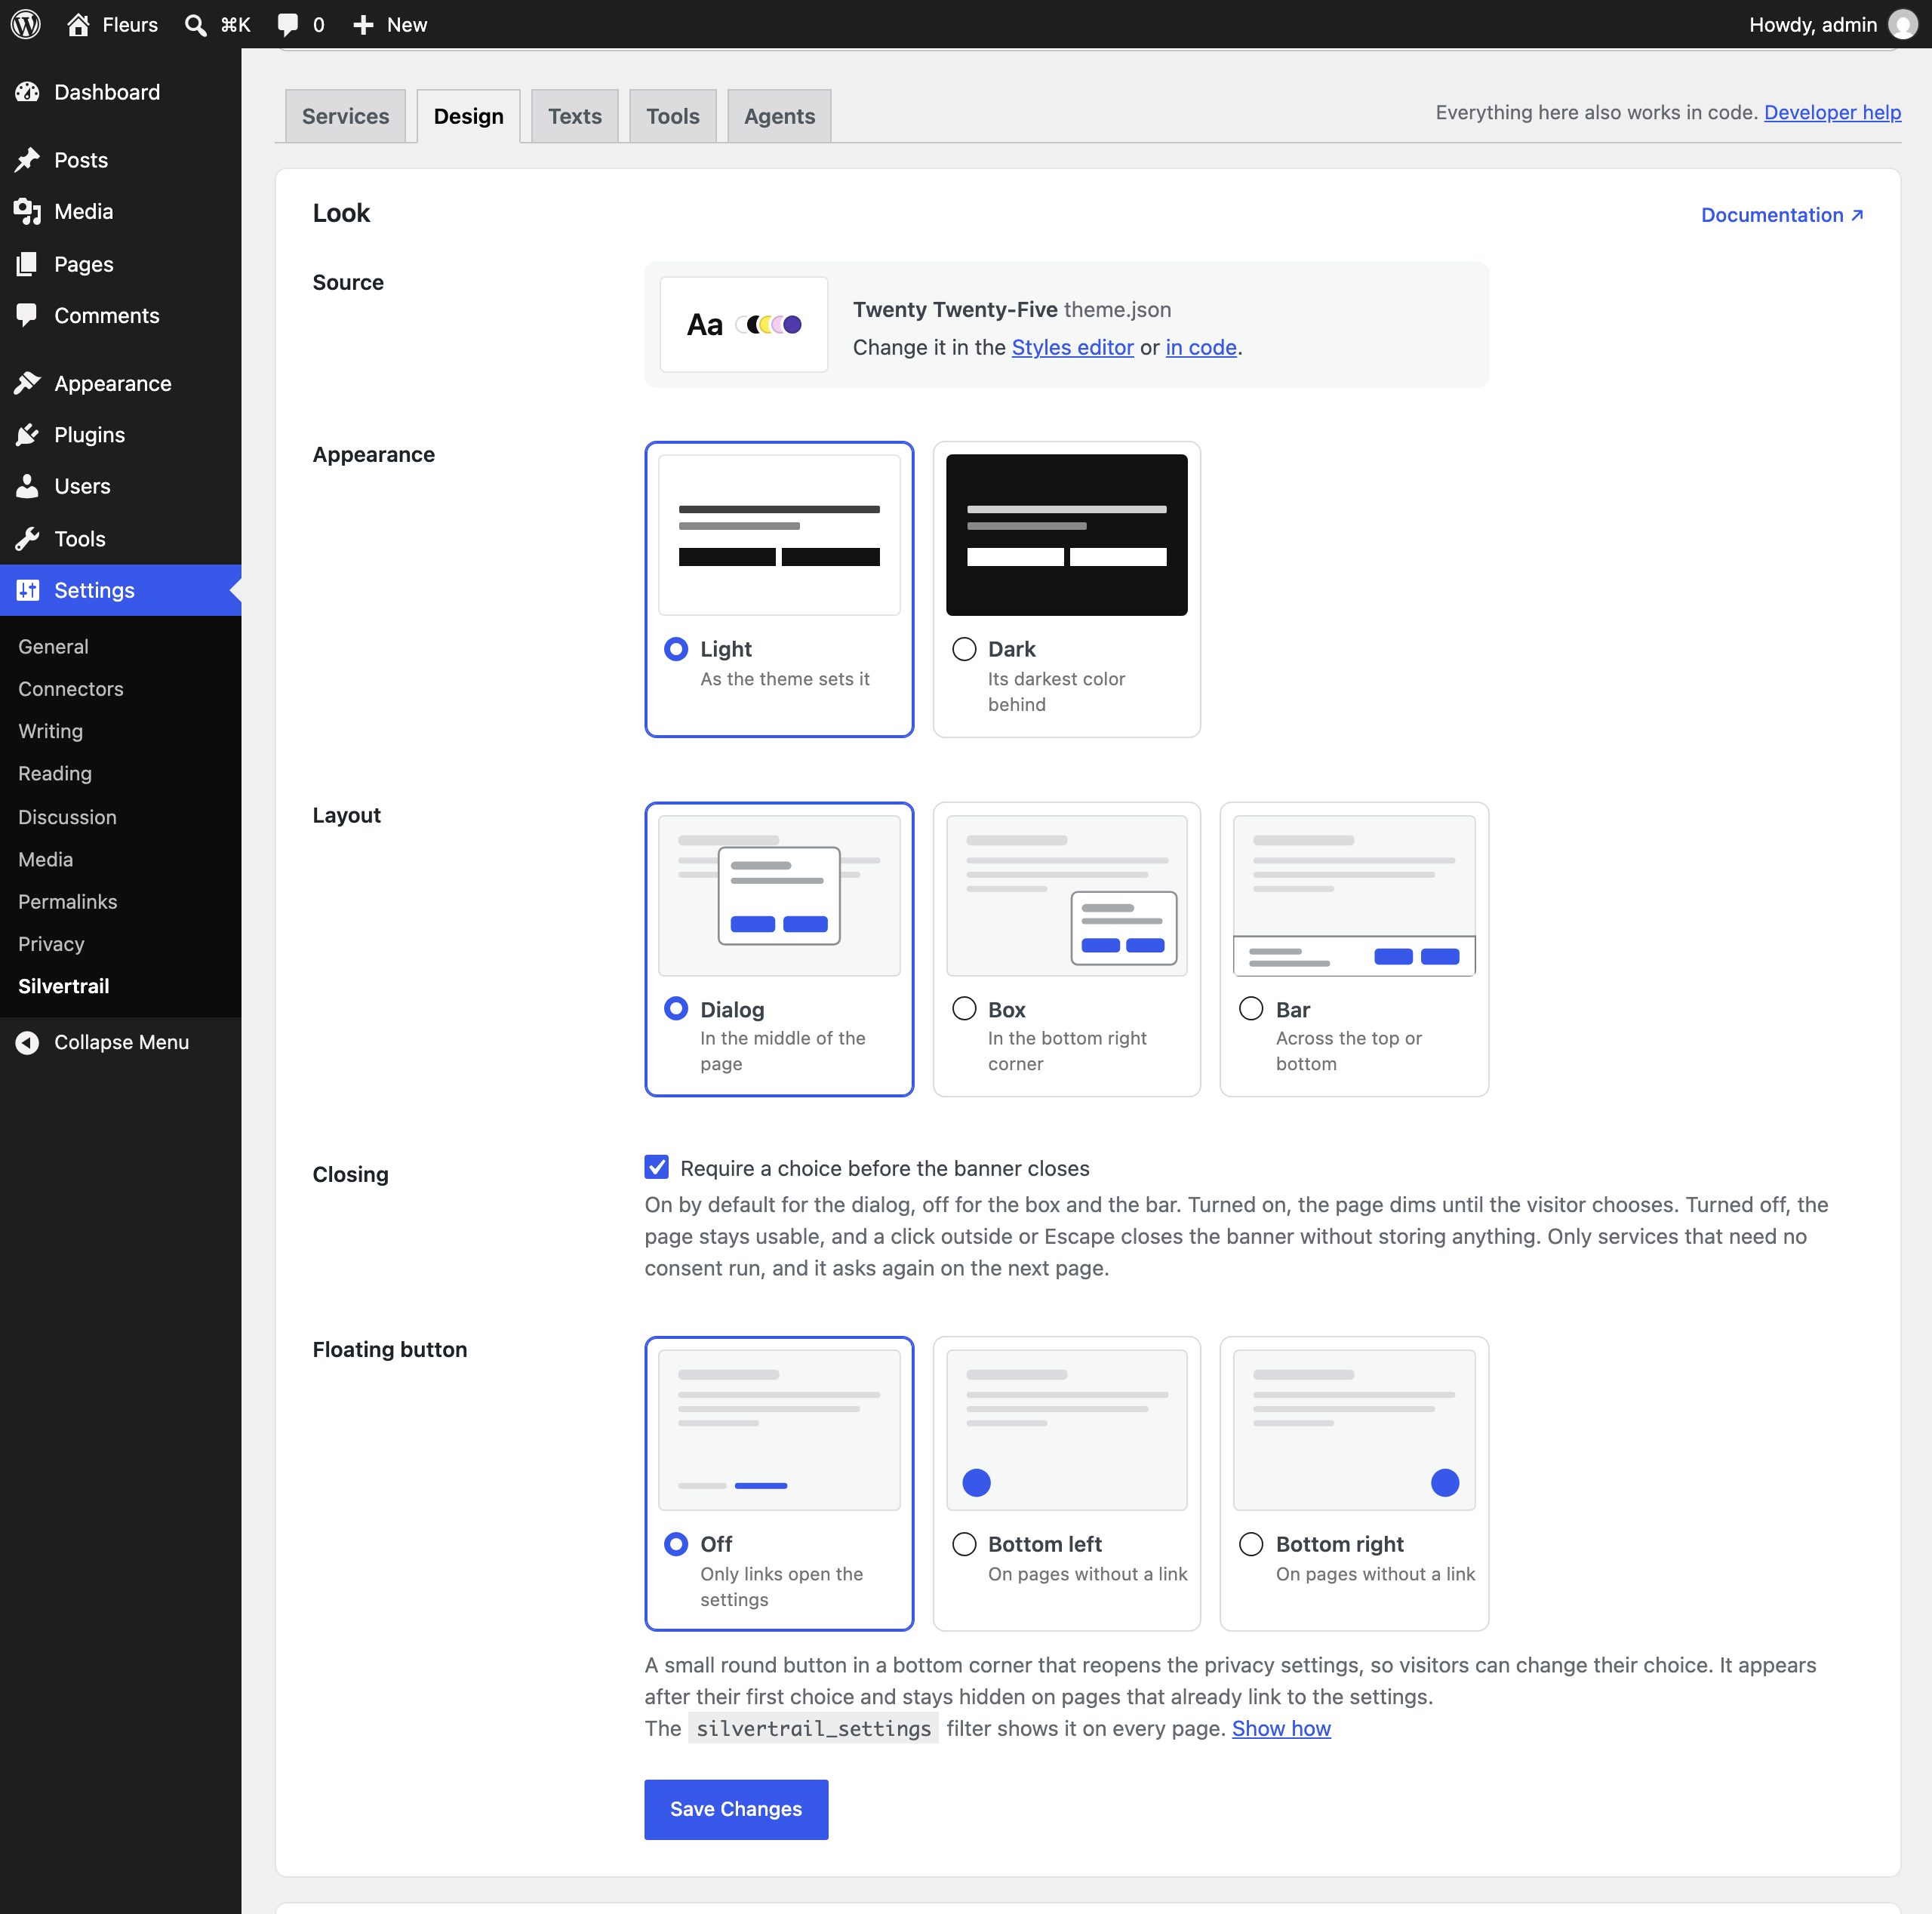 Fleurs
⌘K
0
New
Howdy, admin
Dashboard
Posts
Media
Pages
Comments
Appearance
Plugins
Users
Tools
Settings
General
Connectors
Writing
Reading
Discussion
Media
Permalinks
Privacy
Silvertrail
Collapse Menu
Services
Design
Texts
Tools
Agents
Everything here also works in code. Developer help
Look
Documentation ↗
Source
Aa
Twenty Twenty-Five theme.json
Change it in the Styles editor or in code.
Appearance
Light
As the theme sets it
Dark
Its darkest color
behind
Layout
Dialog
In the middle of the
page
Box
In the bottom right
corner
Bar
Across the top or
bottom
Closing
Require a choice before the banner closes
On by default for the dialog, off for the box and the bar. Turned on, the page dims until the visitor chooses. Turned off, the
page stays usable, and a click outside or Escape closes the banner without storing anything. Only services that need no
consent run, and it asks again on the next page.
Floating button
Off
Only links open the
settings
Bottom left
On pages without a link
Bottom right
On pages without a link
A small round button in a bottom corner that reopens the privacy settings, so visitors can change their choice. It appears
after their first choice and stays hidden on pages that already link to the settings.
The silvertrail_settings filter shows it on every page. Show how
Save Changes